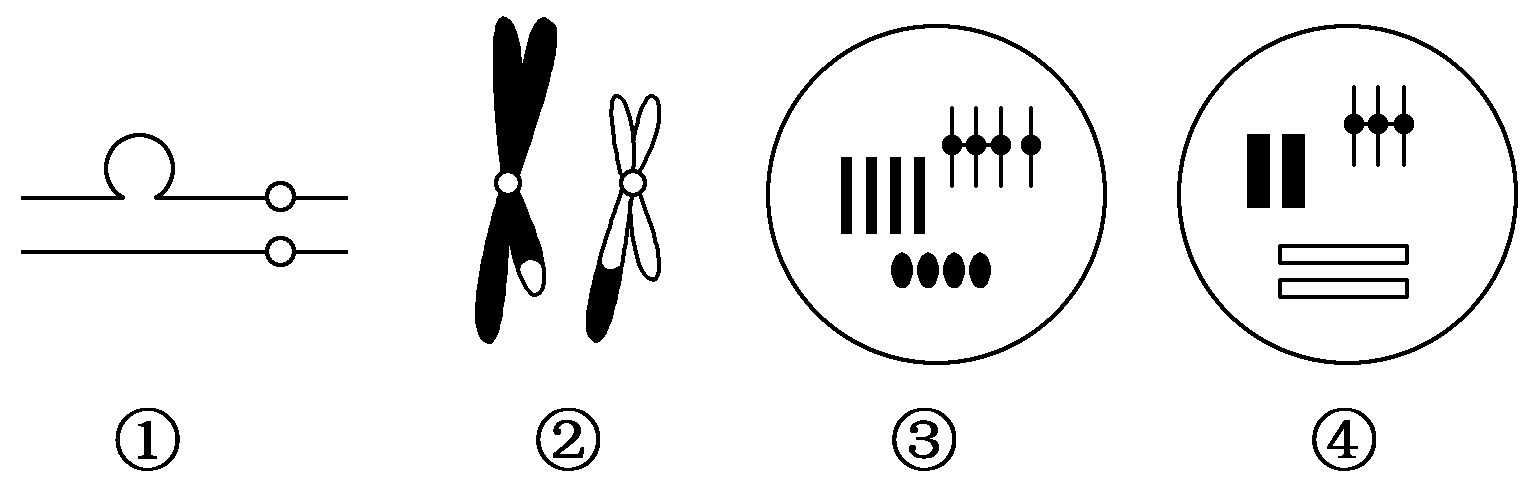 ① ② ③ ④